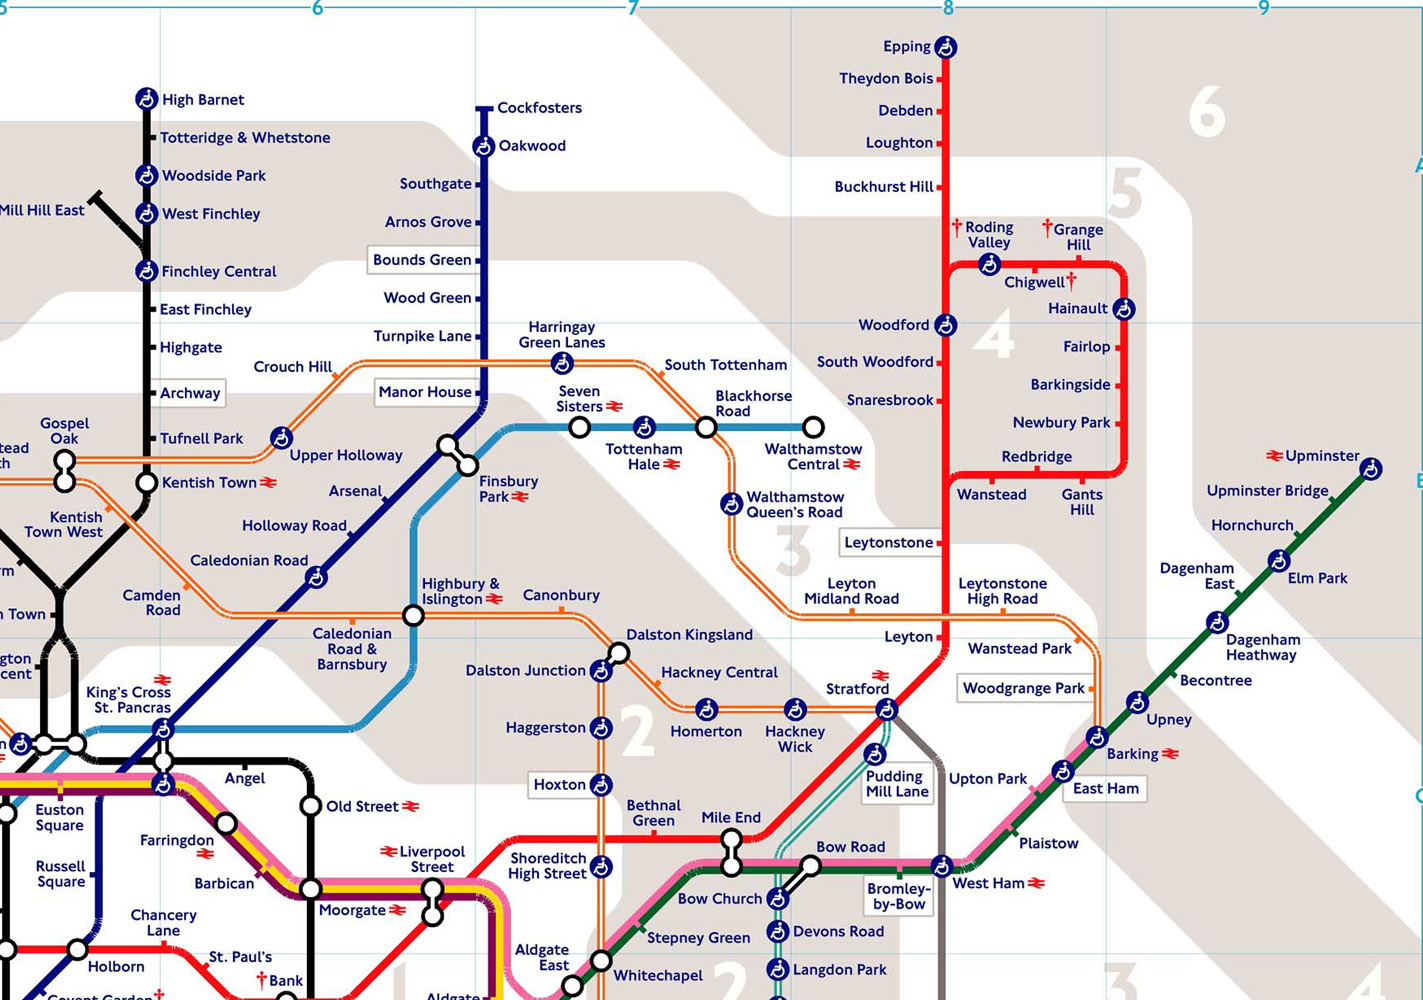 5
6
7
8
9
Epping
Theydon Bois
Debden
Loughton
Buckhurst Hill
6
A
5
High Barnet
Totteridge & Whetstone
Woodside Park
West Finchley
Mill Hill East
Finchley Central
East Finchley
Highgate
Archway
Tufnell Park
Kentish Town
Cockfosters
Oakwood
Southgate
Arnos Grove
Bounds Green
Wood Green
Turnpike Lane
Manor House
†Roding
Valley
†Grange
Hill
Chigwell†
Hainault
Woodford
4
South Woodford
Snaresbrook
Fairlop
Barkingside
Newbury Park
Redbridge
Wanstead
Gants
Hill
Harringay
Green Lanes
Crouch Hill
South Tottenham
Seven
Sisters
Blackhorse
Road
Tottenham
Hale
Walthamstow
Central
Gospel
Oak
Upper Holloway
Finsbury
Park
Arsenal
Holloway Road
Caledonian Road
Kentish
Town West
Camden
Road
Walthamstow
Queen's Road
3
Leytonstone
Upminster
Upminster Bridge
Hornchurch
Elm Park
Dagenham
East
Dagenham
Heathway
Becontree
Upney
Barking
Highbury &
Islington
Canonbury
Caledonian
Road &
Barnsbury
Leyton
Midland Road
Leytonstone
High Road
Leyton
Wanstead Park
Woodgrange Park
Dalston Kingsland
Dalston Junction
Hackney Central
Stratford
Homerton
Hackney
Wick
King's Cross
St. Pancras
Haggerston
2
Hoxton
Pudding
Mill Lane
Upton Park
East Ham
Plaistow
Angel
Old Street
Euston
Square
Farringdon
Barbican
Liverpool
Street
Moorgate
Bethnal
Green
Mile End
Bow Road
Shoreditch
High Street
Bow Church
Bromley-
by-Bow
West Ham
Russell
Square
Chancery
Lane
Holborn
St. Paul's
†Bank
Stepney Green
Devons Road
Langdon Park
Aldgate
East
Whitechapel
Covent Garden†
Aldgate
2
3
4